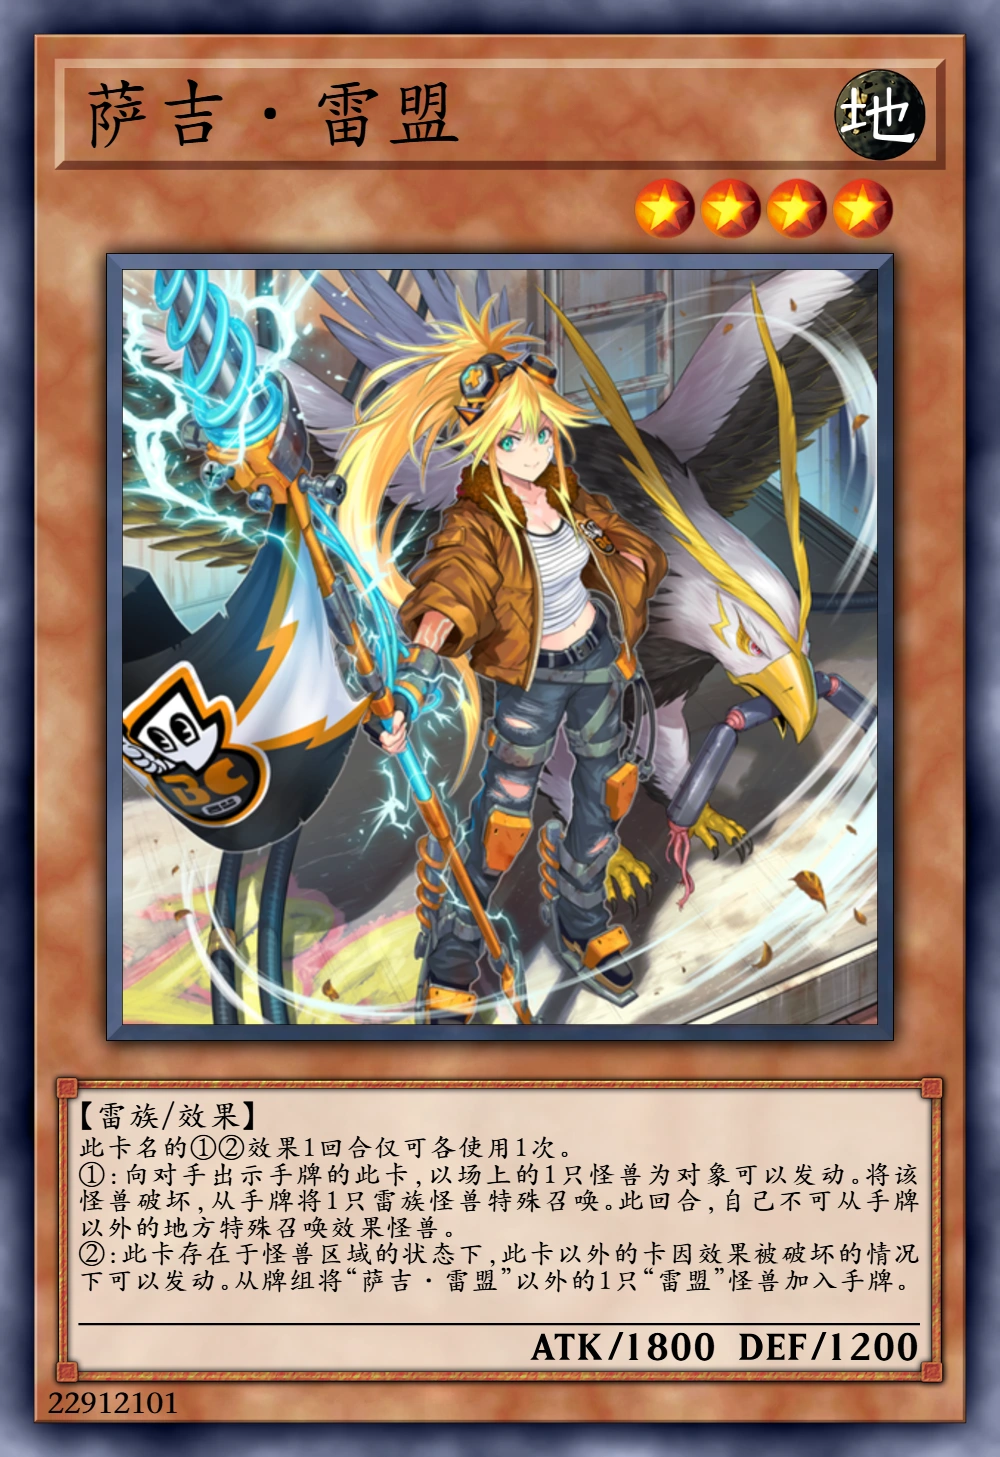 萨吉·雷盟
地
BC
【雷族/效果】
此卡名的①②效果1回合仅可各使用1次。
①:向对手出示手牌的此卡,以场上的1只怪兽为对象可以发动。将该
怪兽破坏,从手牌将1只雷族怪兽特殊召唤。此回合,自己不可从手牌
以外的地方特殊召唤效果怪兽。
②:此卡存在于怪兽区域的状态下,此卡以外的卡因效果被破坏的情况
下可以发动。从牌组将“萨吉·雷盟”以外的1只“雷盟”怪兽加入手牌。
ATK/1800 DEF/1200
22912101